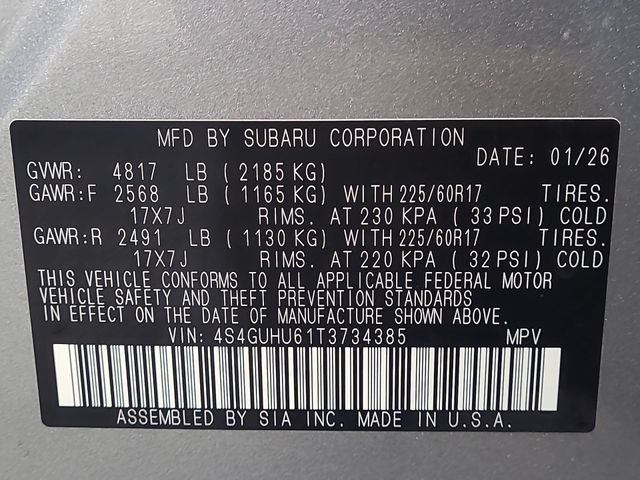 MFD BY SUBARU CORPORATION
DATE: 01/26
GVWR: 4817 LB ( 2185 KG)
GAWR:F 2568 LB ( 1165 KG) WITH 225/60R17 TIRES.
17X7J RIMS. AT 230 KPA ( 33 PSI) COLD
GAWR:R 2491 LB ( 1130 KG) WITH 225/60R17 TIRES.
17X7J RIMS. AT 220 KPA ( 32 PSI) COLD
THIS VEHICLE CONFORMS TO ALL APPLICABLE FEDERAL MOTOR
VEHICLE SAFETY AND THEFT PREVENTION STANDARDS
IN EFFECT ON THE DATE OF MANUFACTURE SHOWN ABOVE.
VIN: 4S4GUHU61T3734385 MPV
ASSEMBLED BY SIA INC. MADE IN U.S.A.